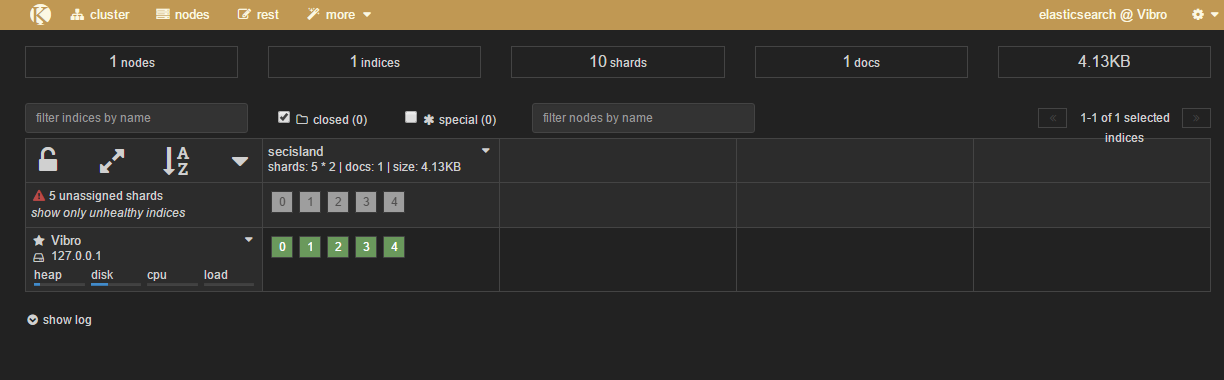 K cluster nodes rest more elasticsearch @ Vibro
1 nodes 1 indices 10 shards 1 docs 4.13KB
filter indices by name closed (0) special (0) filter nodes by name « 1-1 of 1 selected »
indices
A
Z
secisland
shards: 5 * 2 | docs: 1 | size: 4.13KB
5 unassigned shards
show only unhealthy indices
0 1 2 3 4
Vibro
127.0.0.1
heap disk cpu load
0 1 2 3 4
show log